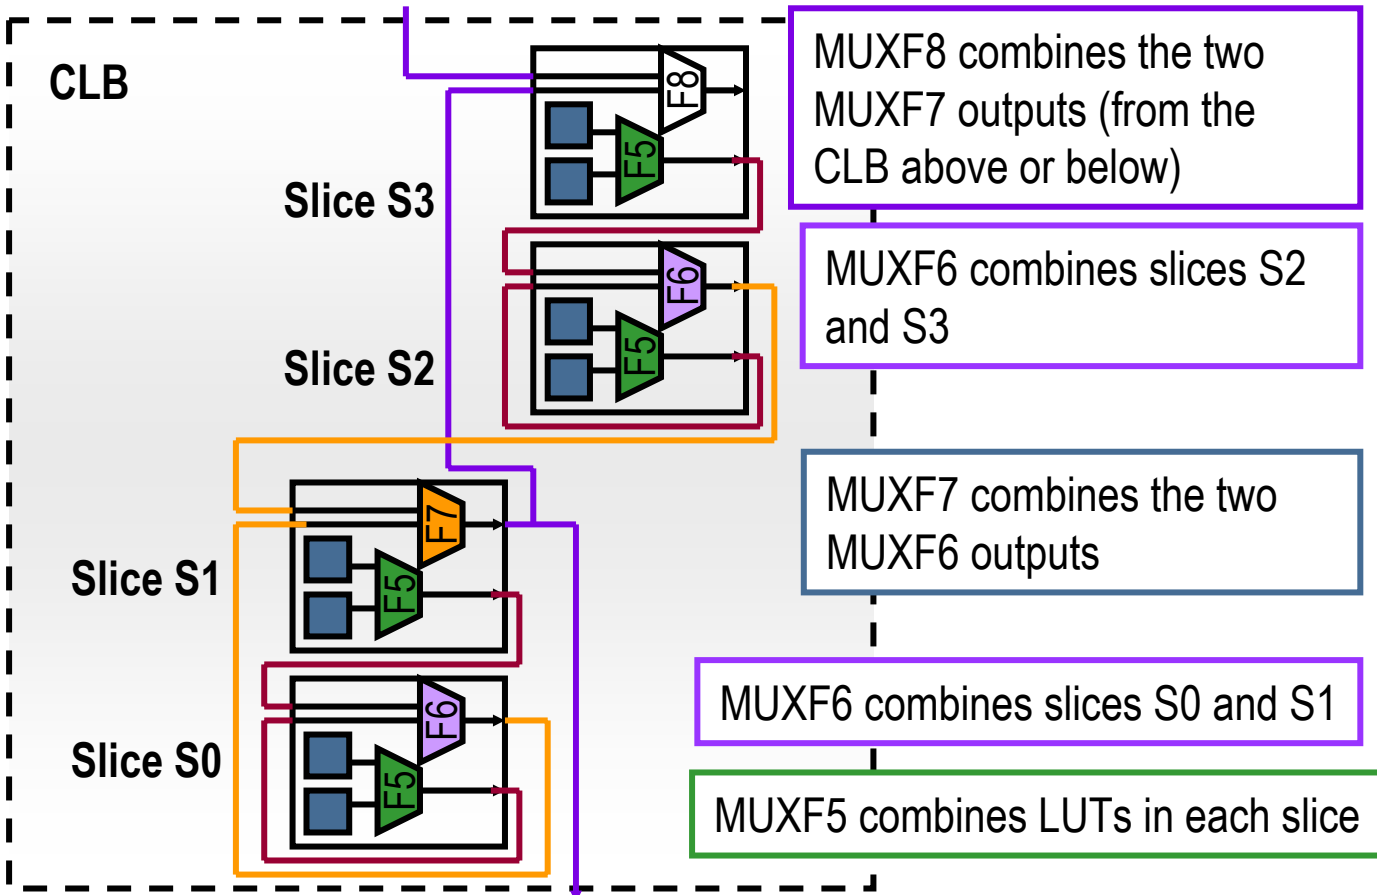 CLB
MUXF8 combines the two
MUXF7 outputs (from the
CLB above or below)
F8
F5
Slice S3
MUXF6 combines slices S2
and S3
F6
F5
Slice S2
MUXF7 combines the two
MUXF6 outputs
F7
F5
Slice S1
MUXF6 combines slices S0 and S1
F6
F5
Slice S0
MUXF5 combines LUTs in each slice